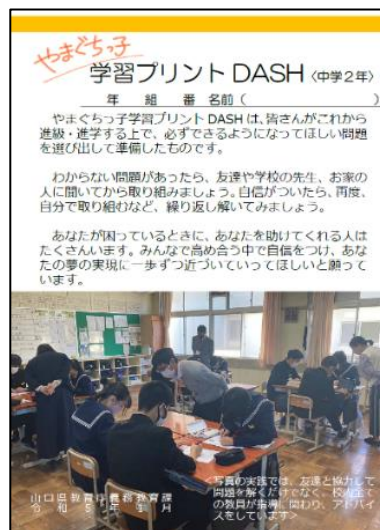 やまぐちっ子
学習プリント DASH〈中学2年〉
年 組 番 名前 ( )
やまぐちっ子学習プリント DASH は、皆さんがこれから
進級・進学する上で、必ずできるようになってほしい問題
を選び出して準備したものです。
わからない問題があったら、友達や学校の先生、お家の
人に聞いてから取り組みましょう。自信がついたら、再度、
自分で取り組むなど、繰り返し解いてみましょう。
あなたが困っているときに、あなたを助けてくれる人は
たくさんいます。みんなで高め合う中で自信をつけ、あな
たの夢の実現に一歩ずつ近づいていってほしいと願って
います。
<写真の実践では、友達と協力して
問題を解くだけでなく、校内全て
の教員が指導に関わり、アドバイ
スをしています>
山口県教育庁義務教育課
令和5年1月